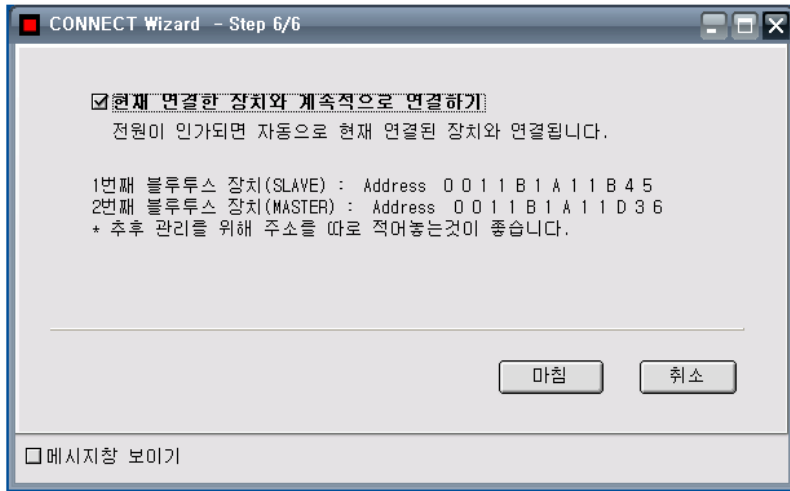 CONNECT Wizard - Step 6/6
현재 연결한 장치와 계속적으로 연결하기
전원이 인가되면 자동으로 현재 연결된 장치와 연결됩니다.
1번째 블루투스 장치(SLAVE) : Address 0 0 1 1 B 1 A 1 1 B 4 5
2번째 블루투스 장치(MASTER) : Address 0 0 1 1 B 1 A 1 1 D 3 6
* 추후 관리를 위해 주소를 따로 적어놓는것이 좋습니다.
마침 취소
메시지창 보이기